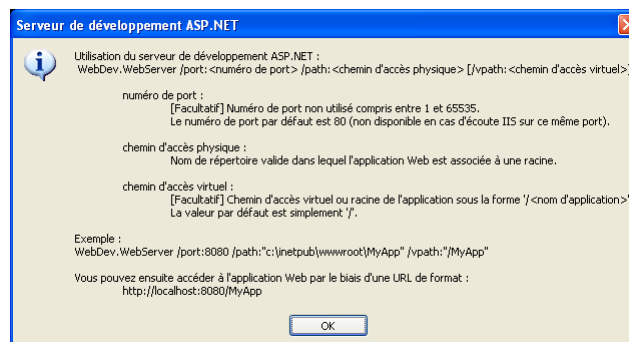 Serveur de développement ASP.NET
Utilisation du serveur de développement ASP.NET :
WebDev.WebServer /port:<numéro de port> /path:<chemin d'accès physique> [/vpath:<chemin d'accès virtuel>]
numéro de port :
[Facultatif] Numéro de port non utilisé compris entre 1 et 65535.
Le numéro de port par défaut est 80 (non disponible en cas d'écoute IIS sur ce même port).
chemin d'accès physique :
Nom de répertoire valide dans lequel l'application Web est associée à une racine.
chemin d'accès virtuel :
[Facultatif] Chemin d'accès virtuel ou racine de l'application sous la forme '/<nom d'application>'
La valeur par défaut est simplement '/'.
Exemple :
WebDev.WebServer /port:8080 /path:"c:\inetpub\wwwroot\MyApp" /vpath:"/MyApp"
Vous pouvez ensuite accéder à l'application Web par le biais d'une URL de format :
http://localhost:8080/MyApp
OK